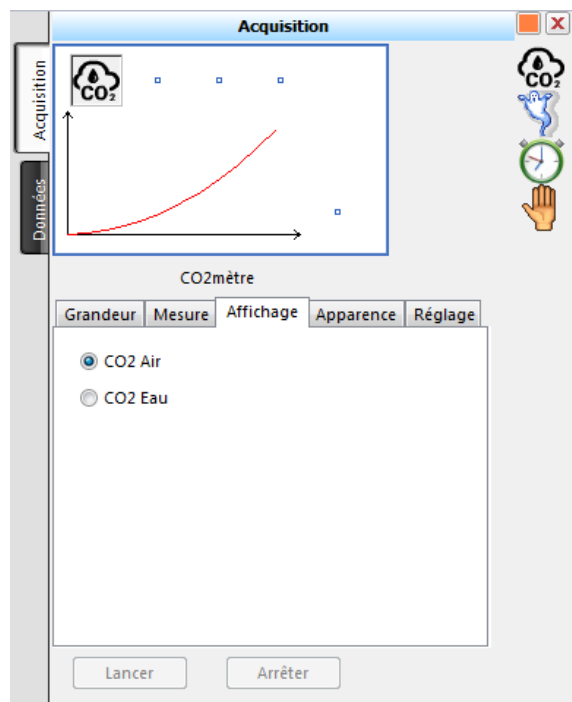 Acquisition
Acquisition
Données
CO₂
CO₂
CO2mètre
Grandeur Mesure Affichage Apparence Réglage
CO2 Air
CO2 Eau
Lancer Arrêter